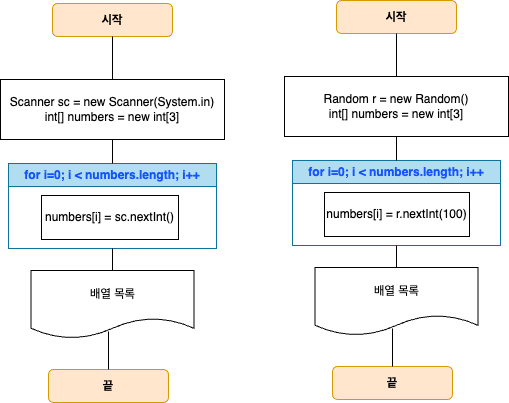 시작
Scanner sc = new Scanner(System.in)
int[] numbers = new int[3]
for i=0; i < numbers.length; i++
numbers[i] = sc.nextInt()
배열 목록
끝
시작
Random r = new Random()
int[] numbers = new int[3]
for i=0; i < numbers.length; i++
numbers[i] = r.nextInt(100)
배열 목록
끝